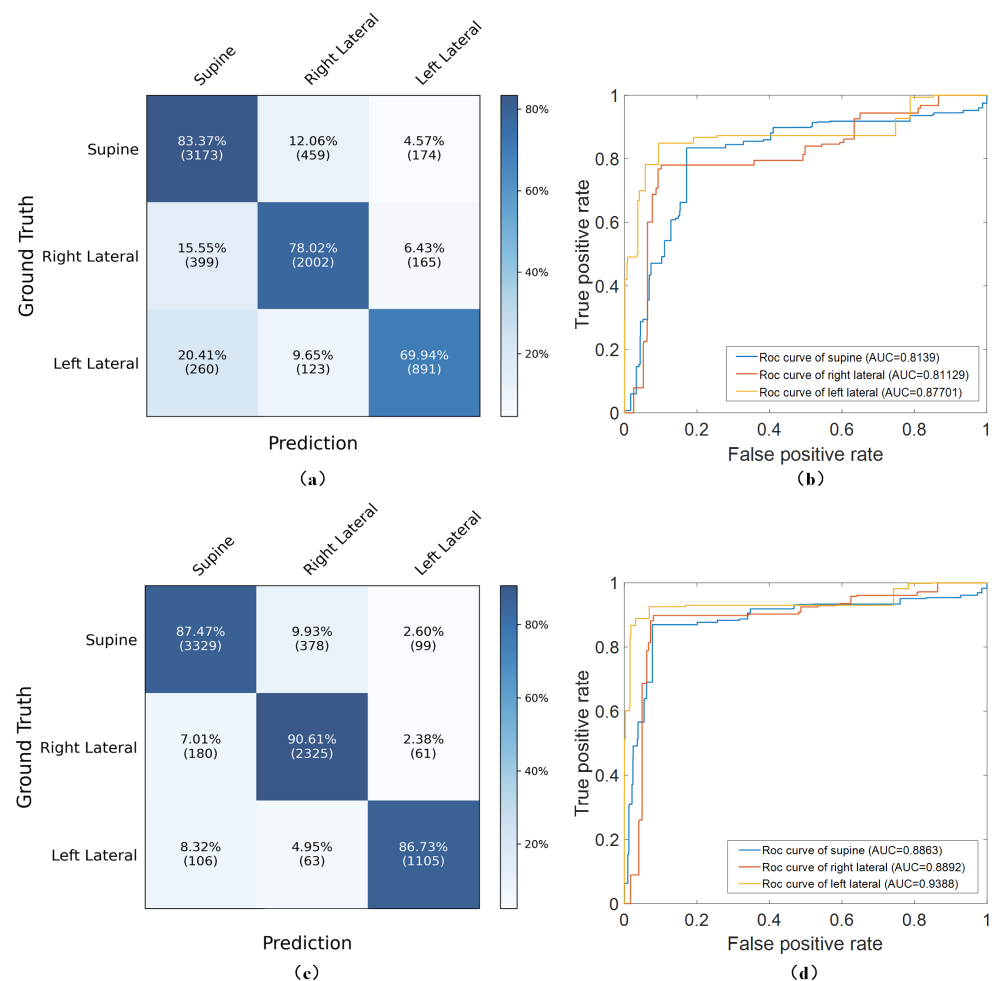 Supine
Right Lateral
Left Lateral
Ground Truth
Supine
83.37%
(3173)
12.06%
(459)
4.57%
(174)
Right Lateral
15.55%
(399)
78.02%
(2002)
6.43%
(165)
Left Lateral
20.41%
(260)
9.65%
(123)
69.94%
(891)
Prediction
80%
60%
40%
20%
(a)
True positive rate
1
0.8
0.6
0.4
0.2
0
Roc curve of supine (AUC=0.8139)
Roc curve of right lateral (AUC=0.81129)
Roc curve of left lateral (AUC=0.87701)
0
0.2
0.4
0.6
0.8
1
False positive rate
(b)
Supine
Right Lateral
Left Lateral
Ground Truth
Supine
87.47%
(3329)
9.93%
(378)
2.60%
(99)
Right Lateral
7.01%
(180)
90.61%
(2325)
2.38%
(61)
Left Lateral
8.32%
(106)
4.95%
(63)
86.73%
(1105)
Prediction
80%
60%
40%
20%
(c)
True positive rate
1
0.8
0.6
0.4
0.2
0
Roc curve of supine (AUC=0.8863)
Roc curve of right lateral (AUC=0.8892)
Roc curve of left lateral (AUC=0.9388)
0
0.2
0.4
0.6
0.8
1
False positive rate
(d)